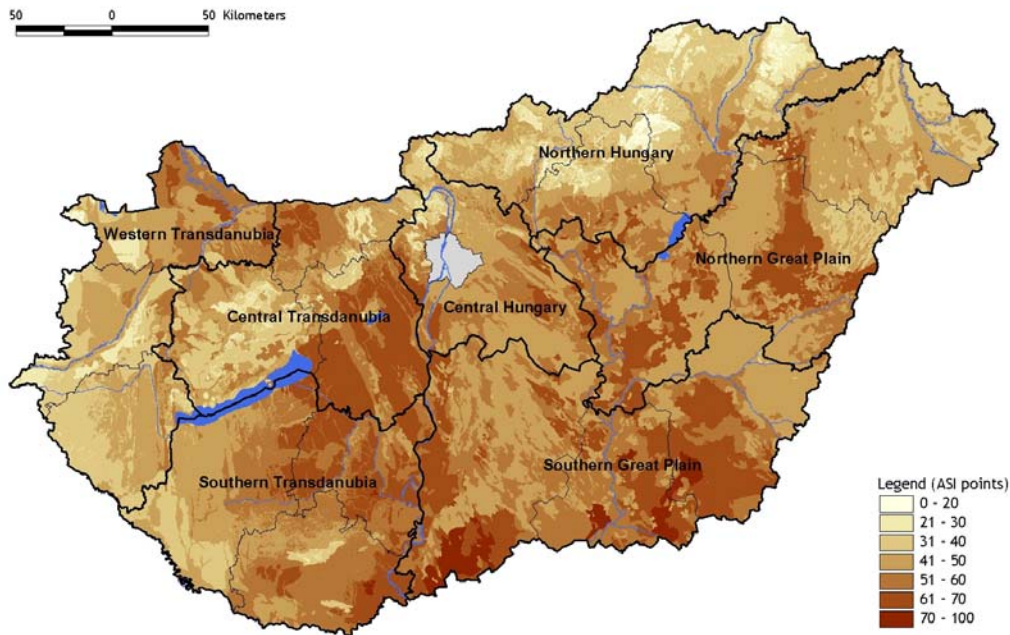 50 0 50 Kilometers
Northern Hungary
Western Transdanubia
Northern Great Plain
Central Hungary
Central Transdanubia
Southern Great Plain
Southern Transdanubia
Legend (ASI points)
0 - 20
21 - 30
31 - 40
41 - 50
51 - 60
61 - 70
70 - 100